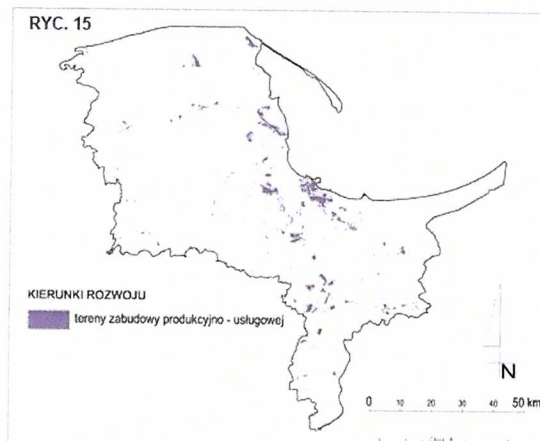 RYC. 15
KIERUNKI ROZWOJU
tereny zabudowy produkcyjno - usługowej
N
0 10 20 30 40 50 km